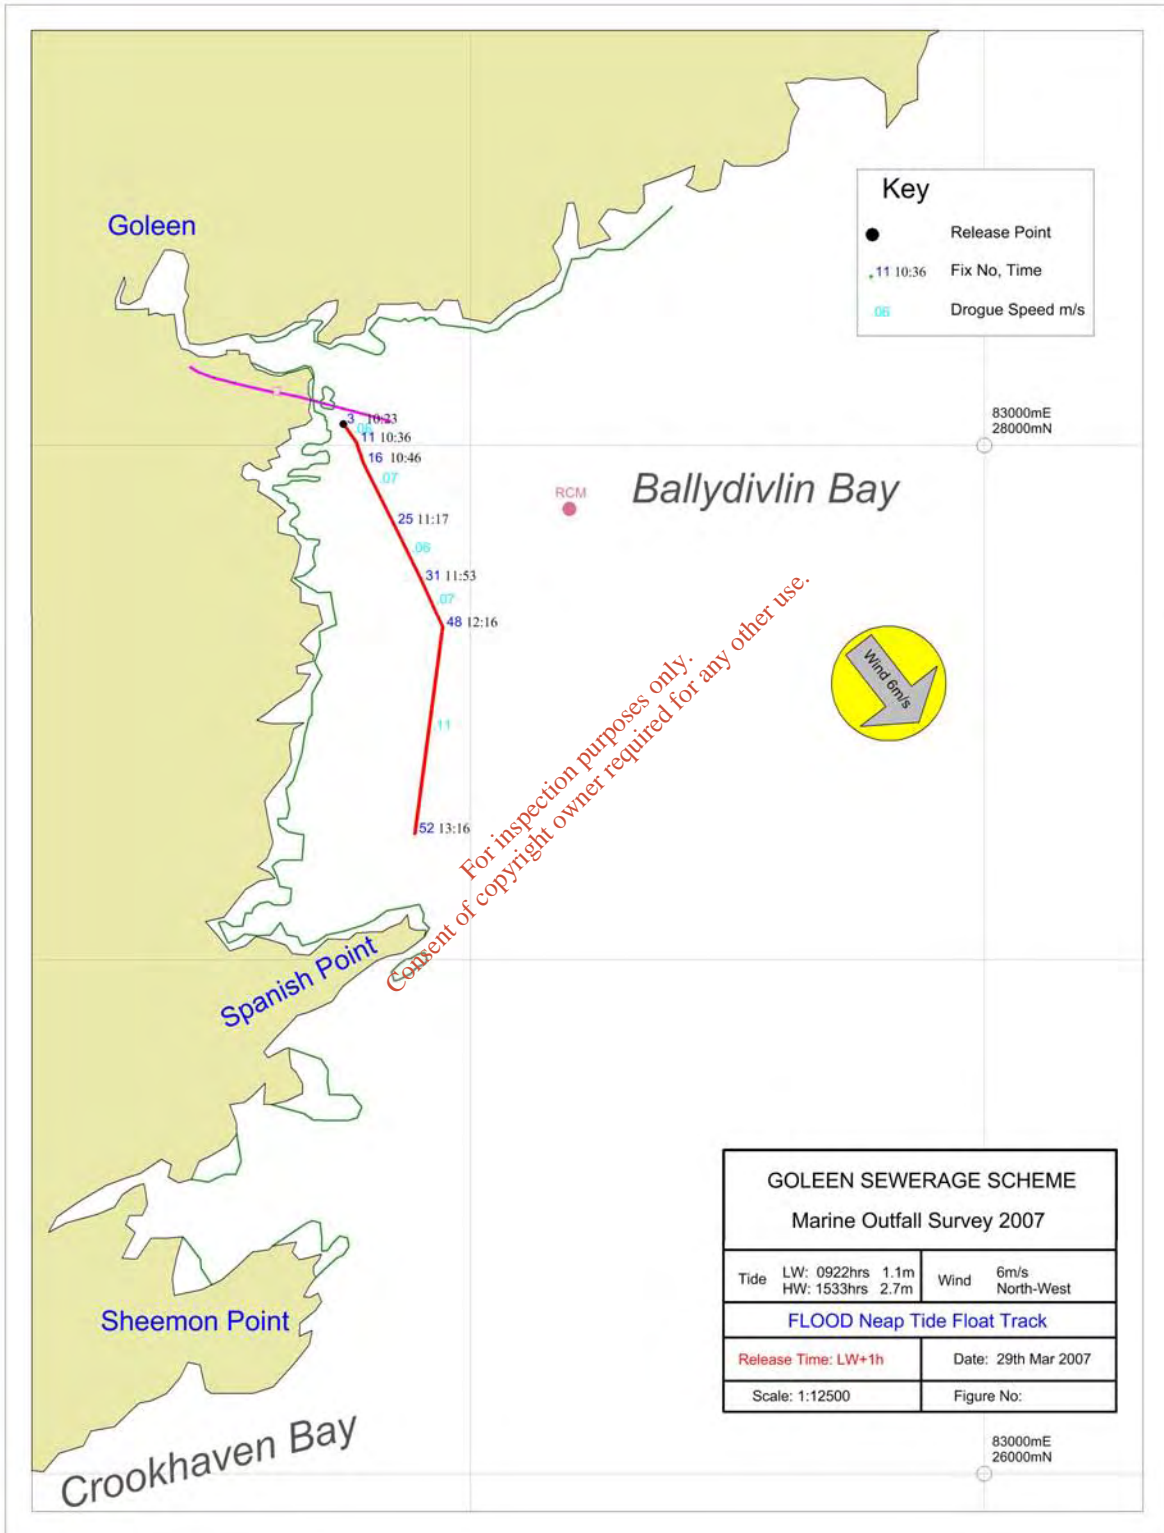 Goleen
Key
Release Point
11 10:36 Fix No, Time
.06 Drogue Speed m/s
83000mE
28000mN
3 10:23
.06
11 10:36
16 10:46
.07
RCM
Ballydivlin Bay
25 11:17
.06
31 11:53
.07
48 12:16
Wind 6m/s
.11
52 13:16
For inspection purposes only.
Consent of copyright owner required for any other use.
Spanish Point
GOLEEN SEWERAGE SCHEME
Marine Outfall Survey 2007
Tide LW: 0922hrs 1.1m
HW: 1533hrs 2.7m
Wind 6m/s
North-West
FLOOD Neap Tide Float Track
Release Time: LW+1h
Date: 29th Mar 2007
Scale: 1:12500
Figure No:
Sheemon Point
Crookhaven Bay
83000mE
26000mN